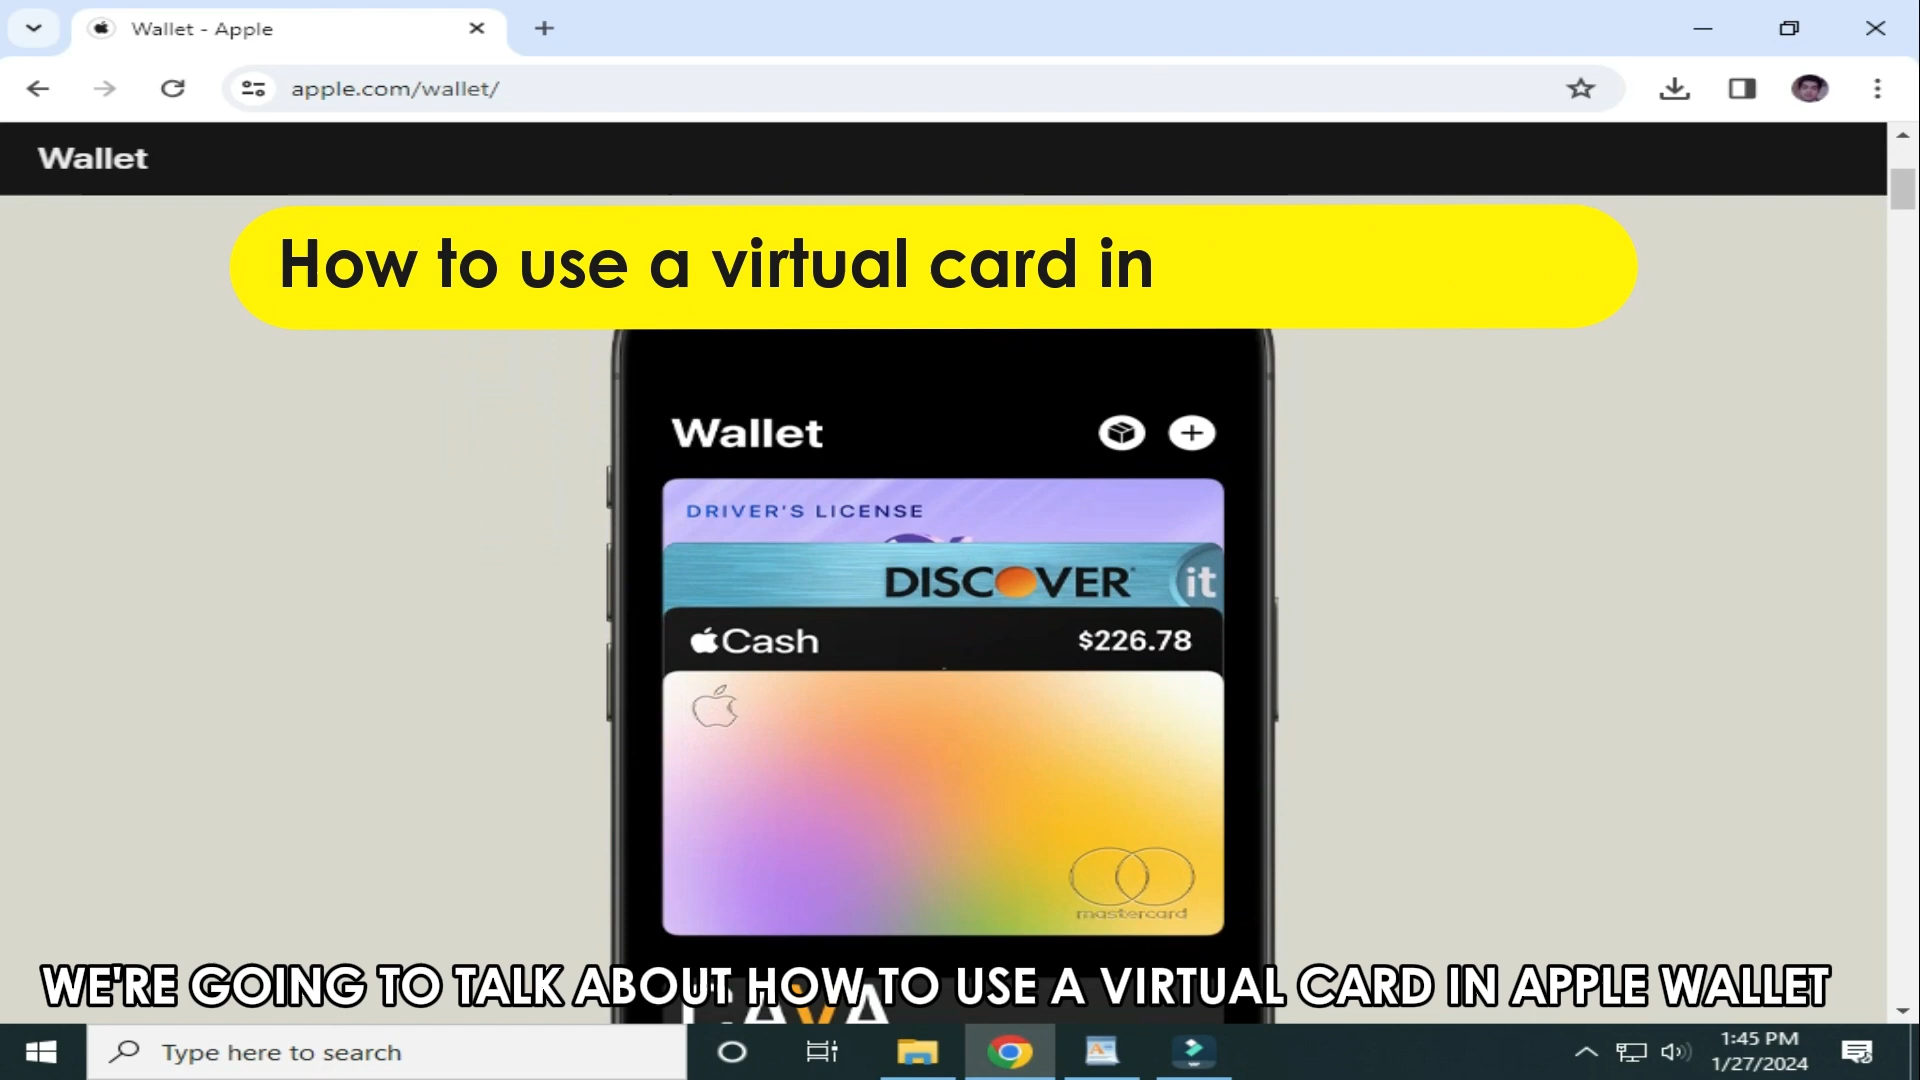 Wallet - Apple
apple.com/wallet/
Wallet
How to use a virtual card in
Wallet
DRIVER'S LICENSE
DISCOVER it
Cash $226.78
mastercard
WE'RE GOING TO TALK ABOUT HOW TO USE A VIRTUAL CARD IN APPLE WALLET
Type here to search
1:45 PM
1/27/2024